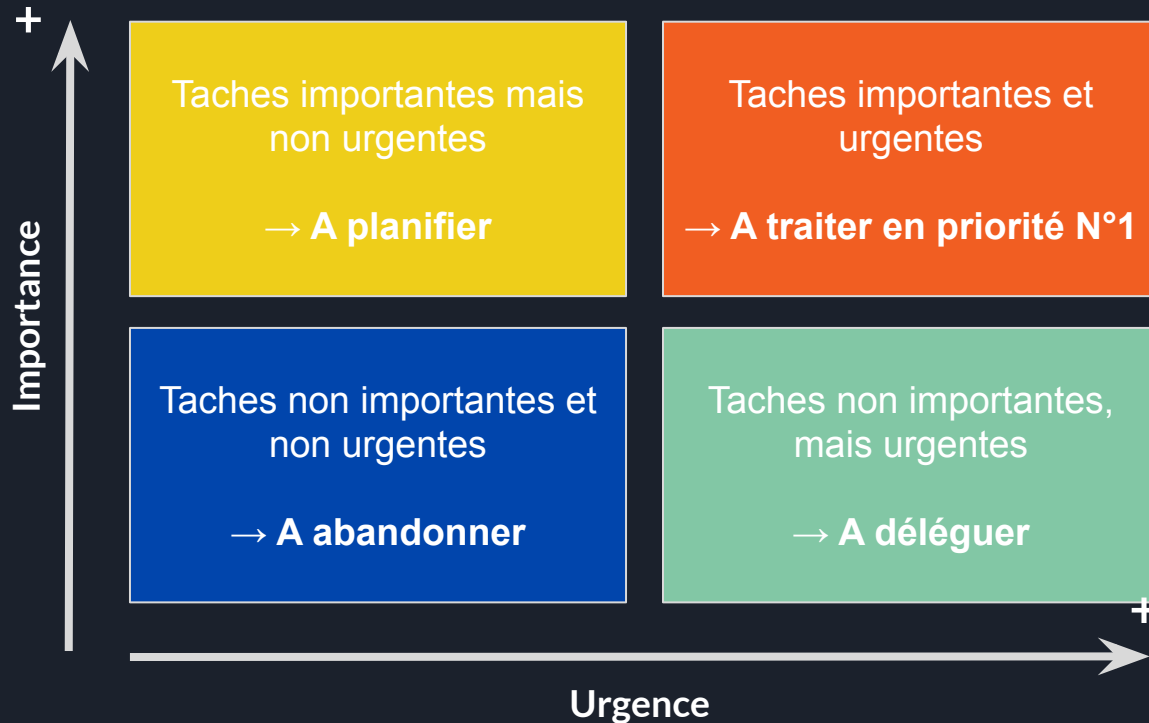 +
Taches importantes mais
non urgentes
→ A planifier
Taches importantes et
urgentes
→ A traiter en priorité N°1
Importance
Taches non importantes et
non urgentes
→ A abandonner
Taches non importantes,
mais urgentes
→ A déléguer
+
Urgence